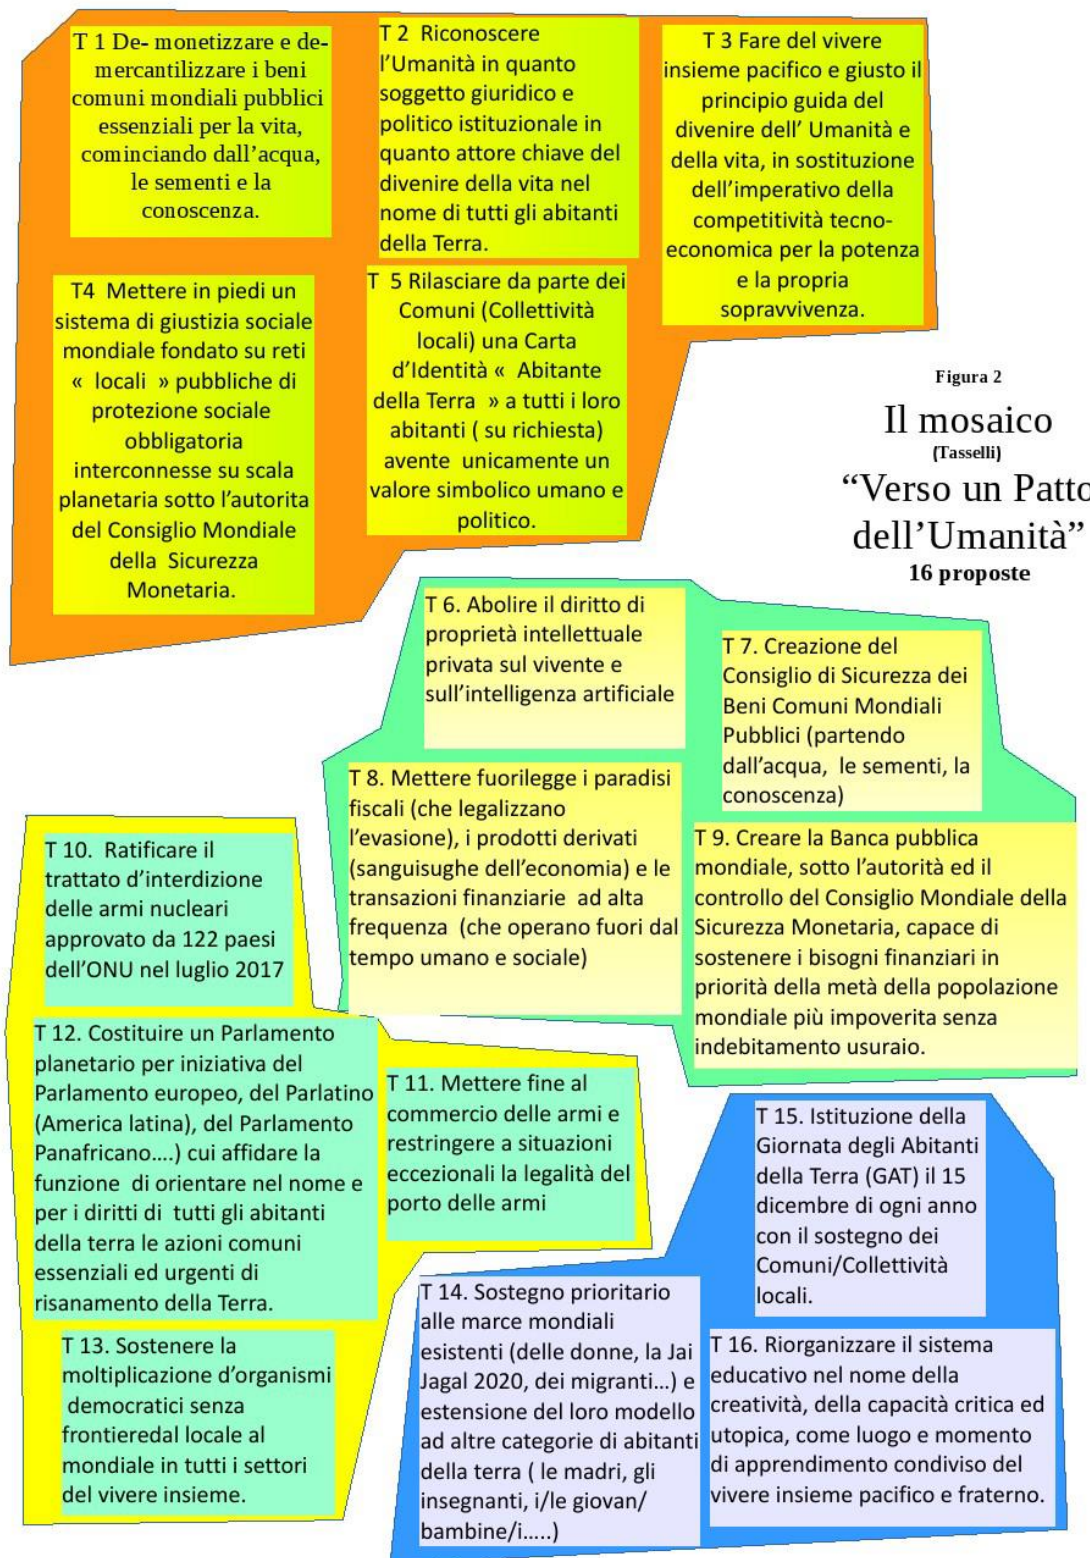 T 1 De- monetizzare e de-
mercantilizzare i beni
comuni mondiali pubblici
essenziali per la vita,
cominciando dall’acqua,
le sementi e la
conoscenza.
T 2 Riconoscere
l’Umanità in quanto
soggetto giuridico e
politico istituzionale in
quanto attore chiave del
divenire della vita nel
nome di tutti gli abitanti
della Terra.
T 3 Fare del vivere
insieme pacifico e giusto il
principio guida del
divenire dell’ Umanità e
della vita, in sostituzione
dell’imperativo della
competitività tecno-
economica per la potenza
e la propria
sopravvivenza.
T4 Mettere in piedi un
sistema di giustizia sociale
mondiale fondato su reti
« locali » pubbliche di
protezione sociale
obbligatoria
interconnesse su scala
planetaria sotto l’autorita
del Consiglio Mondiale
della Sicurezza
Monetaria.
T 5 Rilasciare da parte dei
Comuni (Collettività
locali) una Carta
d’Identità « Abitante
della Terra » a tutti i loro
abitanti ( su richiesta)
avente unicamente un
valore simbolico umano e
politico.
Figura 2
Il mosaico
(Tasselli)
“Verso un Patto
dell’Umanità”
16 proposte
T 6. Abolire il diritto di
proprietà intellettuale
privata sul vivente e
sull’intelligenza artificiale
T 7. Creazione del
Consiglio di Sicurezza dei
Beni Comuni Mondiali
Pubblici (partendo
dall’acqua, le sementi, la
conoscenza)
T 8. Mettere fuorilegge i paradisi
fiscali (che legalizzano
l’evasione), i prodotti derivati
(sanguisughe dell’economia) e le
transazioni finanziarie ad alta
frequenza (che operano fuori dal
tempo umano e sociale)
T 9. Creare la Banca pubblica
mondiale, sotto l’autorità ed il
controllo del Consiglio Mondiale della
Sicurezza Monetaria, capace di
sostenere i bisogni finanziari in
priorità della metà della popolazione
mondiale più impoverita senza
indebitamento usuraio.
T 10. Ratificare il
trattato d’interdizione
delle armi nucleari
approvato da 122 paesi
dell’ONU nel luglio 2017
T 12. Costituire un Parlamento
planetario per iniziativa del
Parlamento europeo, del Parlatino
(America latina), del Parlamento
Panafricano….) cui affidare la
funzione di orientare nel nome e
per i diritti di tutti gli abitanti
della terra le azioni comuni
essenziali ed urgenti di
risanamento della Terra.
T 11. Mettere fine al
commercio delle armi e
restringere a situazioni
eccezionali la legalità del
porto delle armi
T 13. Sostenere la
moltiplicazione d’organismi
democratici senza
frontieredal locale al
mondiale in tutti i settori
del vivere insieme.
T 15. Istituzione della
Giornata degli Abitanti
della Terra (GAT) il 15
dicembre di ogni anno
con il sostegno dei
Comuni/Collettività
locali.
T 14. Sostegno prioritario
alle marce mondiali
esistenti (delle donne, la Jai
Jagal 2020, dei migranti…) e
estensione del loro modello
ad altre categorie di abitanti
della terra ( le madri, gli
insegnanti, i/le giovan/
bambine/i…..)
T 16. Riorganizzare il sistema
educativo nel nome della
creatività, della capacità critica ed
utopica, come luogo e momento
di apprendimento condiviso del
vivere insieme pacifico e fraterno.